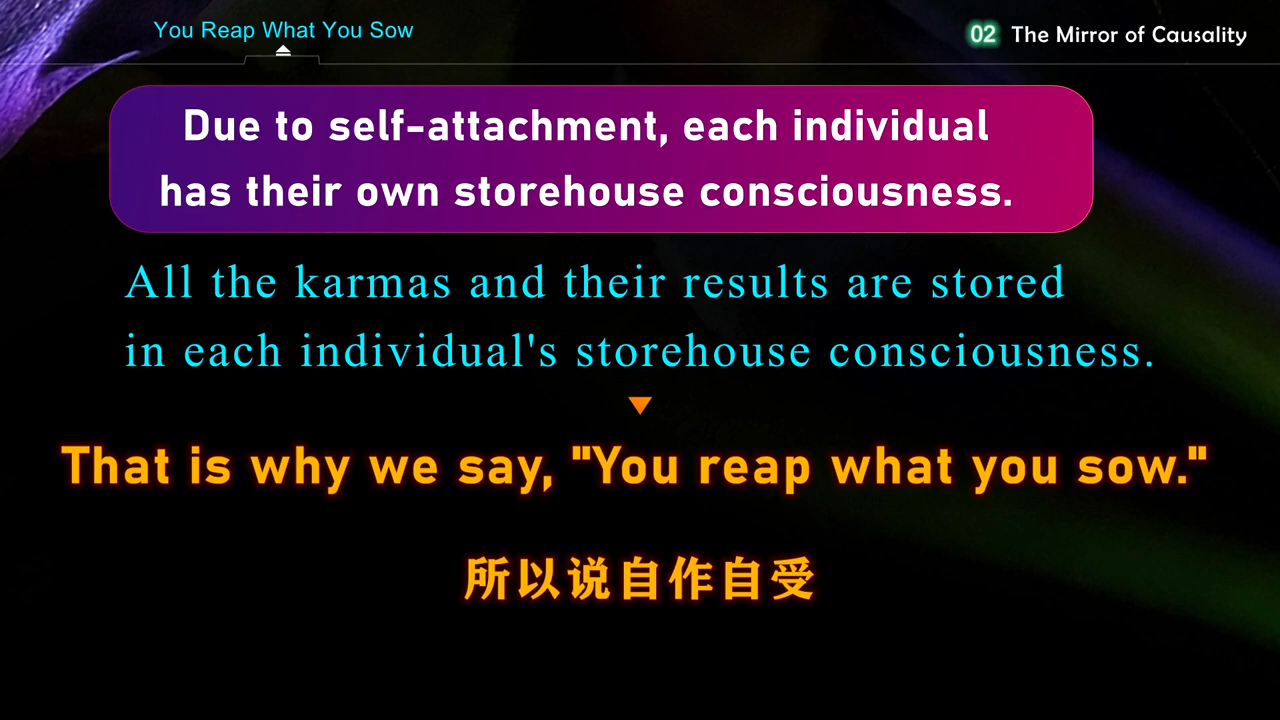 You Reap What You Sow
02 The Mirror of Causality
Due to self-attachment, each individual
has their own storehouse consciousness.
All the karmas and their results are stored
in each individual's storehouse consciousness.
That is why we say, "You reap what you sow."
所以说自作自受